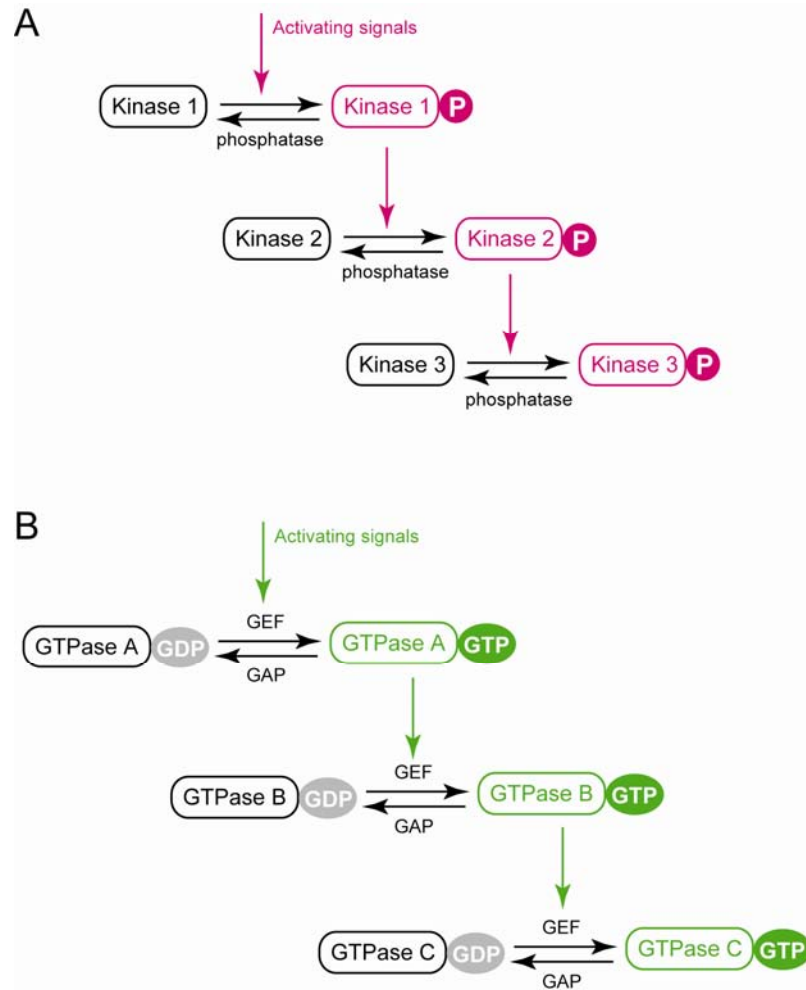 A
Activating signals
Kinase 1
Kinase 1 P
phosphatase
Kinase 2
Kinase 2 P
phosphatase
Kinase 3
Kinase 3 P
phosphatase
B
Activating signals
GEF
GTPase A GDP
GTPase A GTP
GAP
GEF
GTPase B GDP
GTPase B GTP
GAP
GEF
GTPase C GDP
GTPase C GTP
GAP